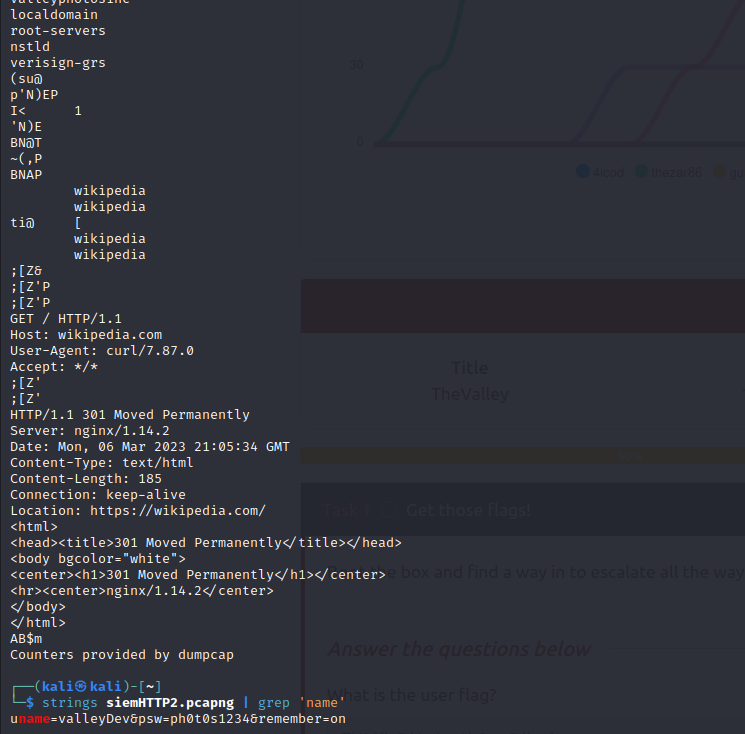 valleyphotosinc
localdomain
root-servers
nstld
verisign-grs
(su@
p'N)EP
I<      1
'N)E
BN@T
~(,P
BNAP
        wikipedia
        wikipedia
ti@     [
        wikipedia
        wikipedia
;[Z&
;[Z'P
;[Z'P
GET / HTTP/1.1
Host: wikipedia.com
User-Agent: curl/7.87.0
Accept: */*
;[Z'
;[Z'
HTTP/1.1 301 Moved Permanently
Server: nginx/1.14.2
Date: Mon, 06 Mar 2023 21:05:34 GMT
Content-Type: text/html
Content-Length: 185
Connection: keep-alive
Location: https://wikipedia.com/
<html>
<head><title>301 Moved Permanently</title></head>
<body bgcolor="white">
<center><h1>301 Moved Permanently</h1></center>
<hr><center>nginx/1.14.2</center>
</body>
</html>
AB$m
Counters provided by dumpcap
┌──(kali㉿kali)-[~]
└─$ strings siemHTTP2.pcapng | grep 'name'
uname=valleyDev&psw=ph0t0s1234&remember=on
0
Title
TheValley
Task 1
Get those flags!
the box and find a way in to escalate all the way
Answer the questions below
What is the user flag?